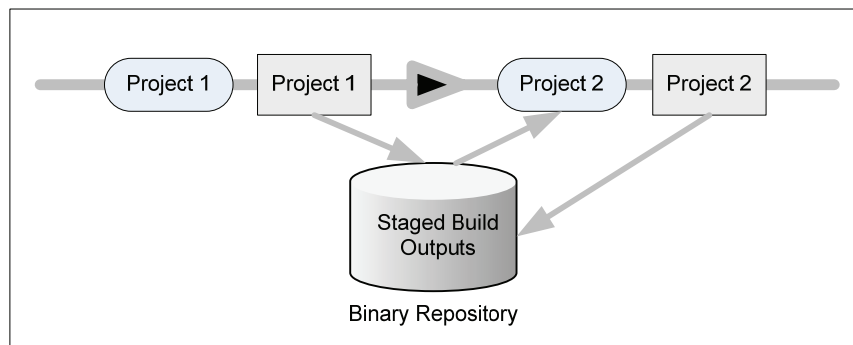 Project 1
Project 1
Project 2
Project 2
Staged Build
Outputs
Binary Repository